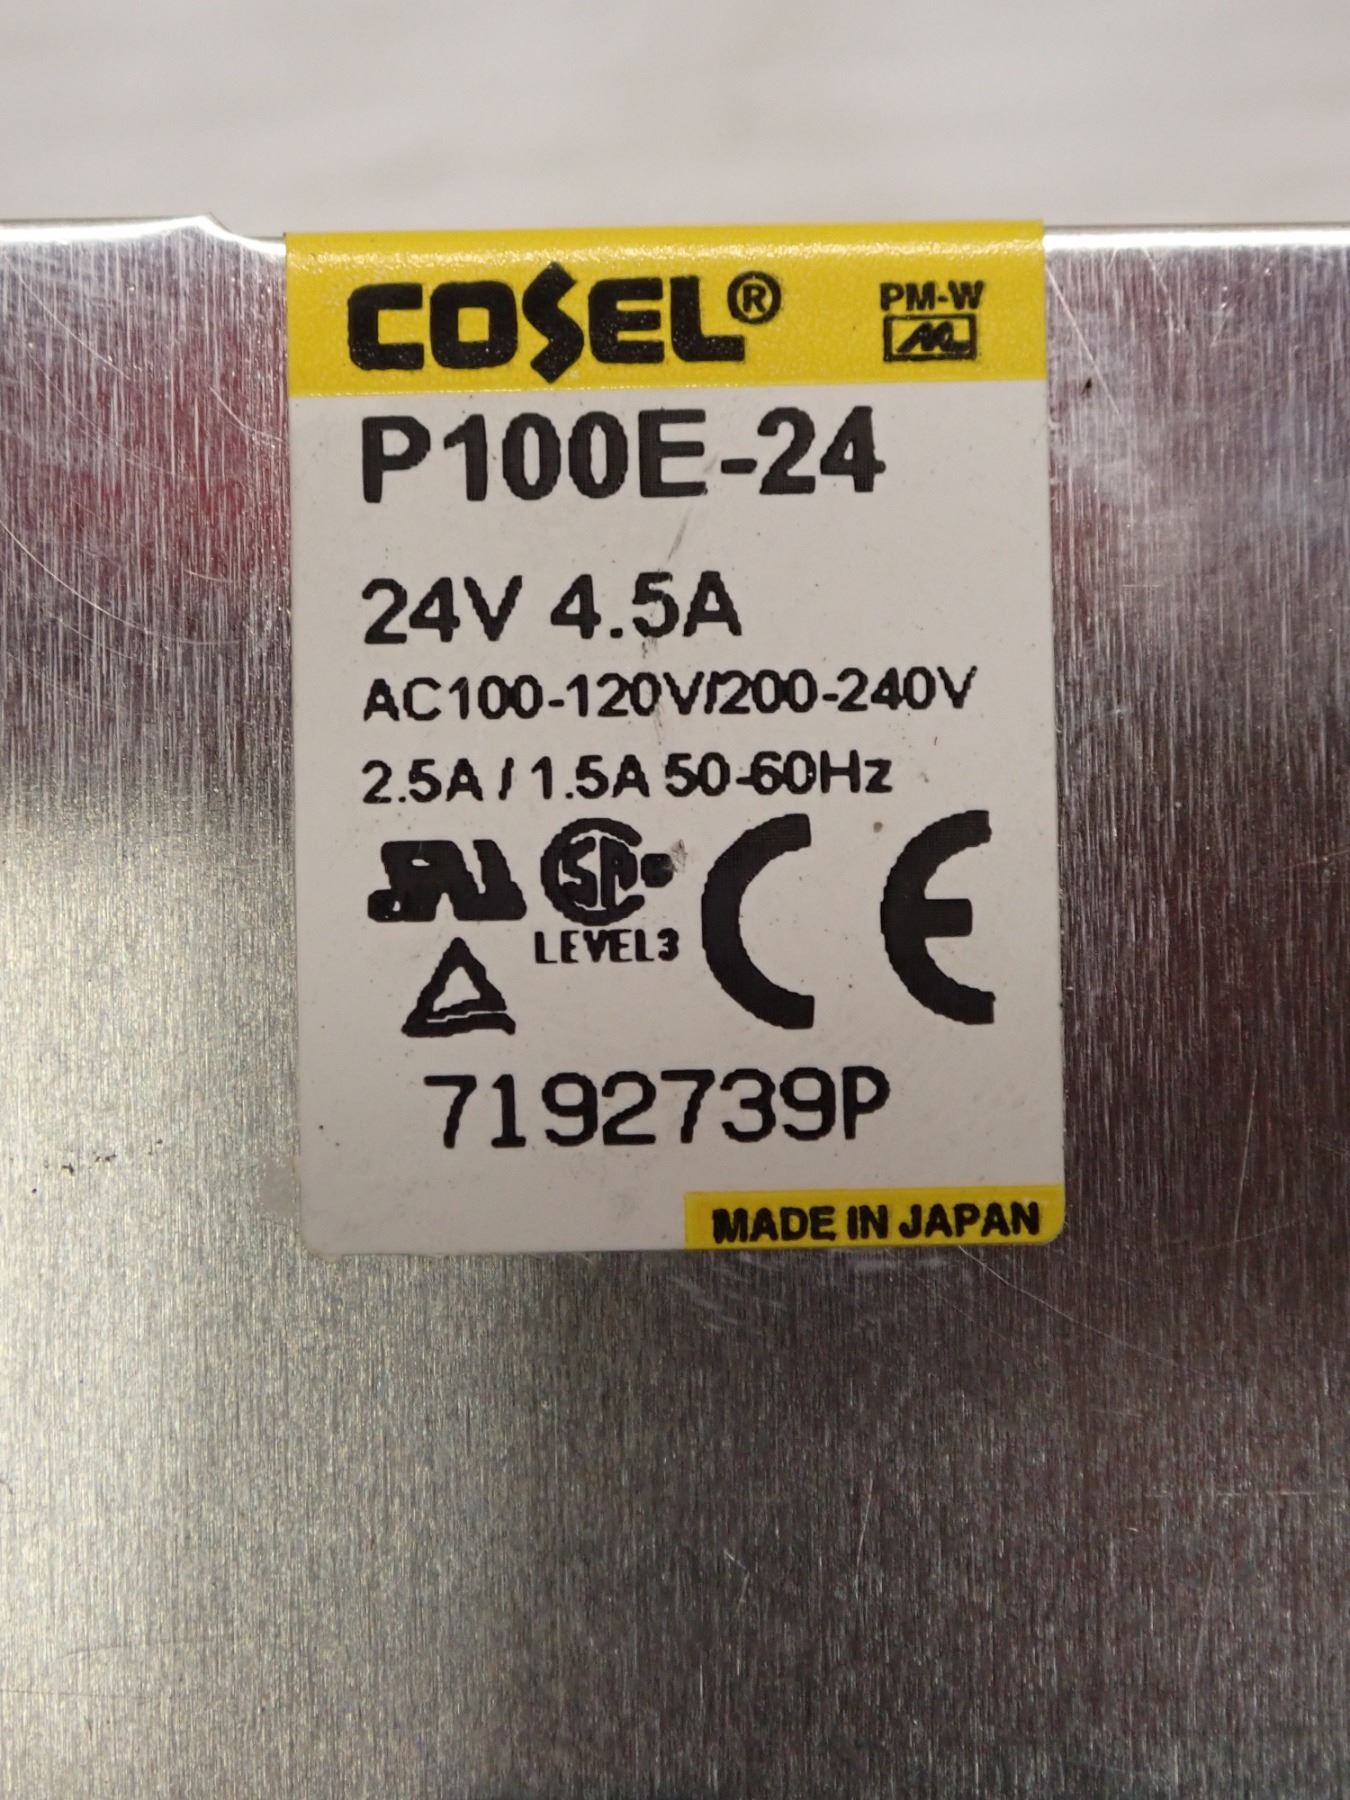 COSEL®
PM-W
P100E-24
24V 4.5A
AC100-120V/200-240V
2.5A / 1.5A 50-60Hz
LEVEL3
CE
7192739P
MADE IN JAPAN